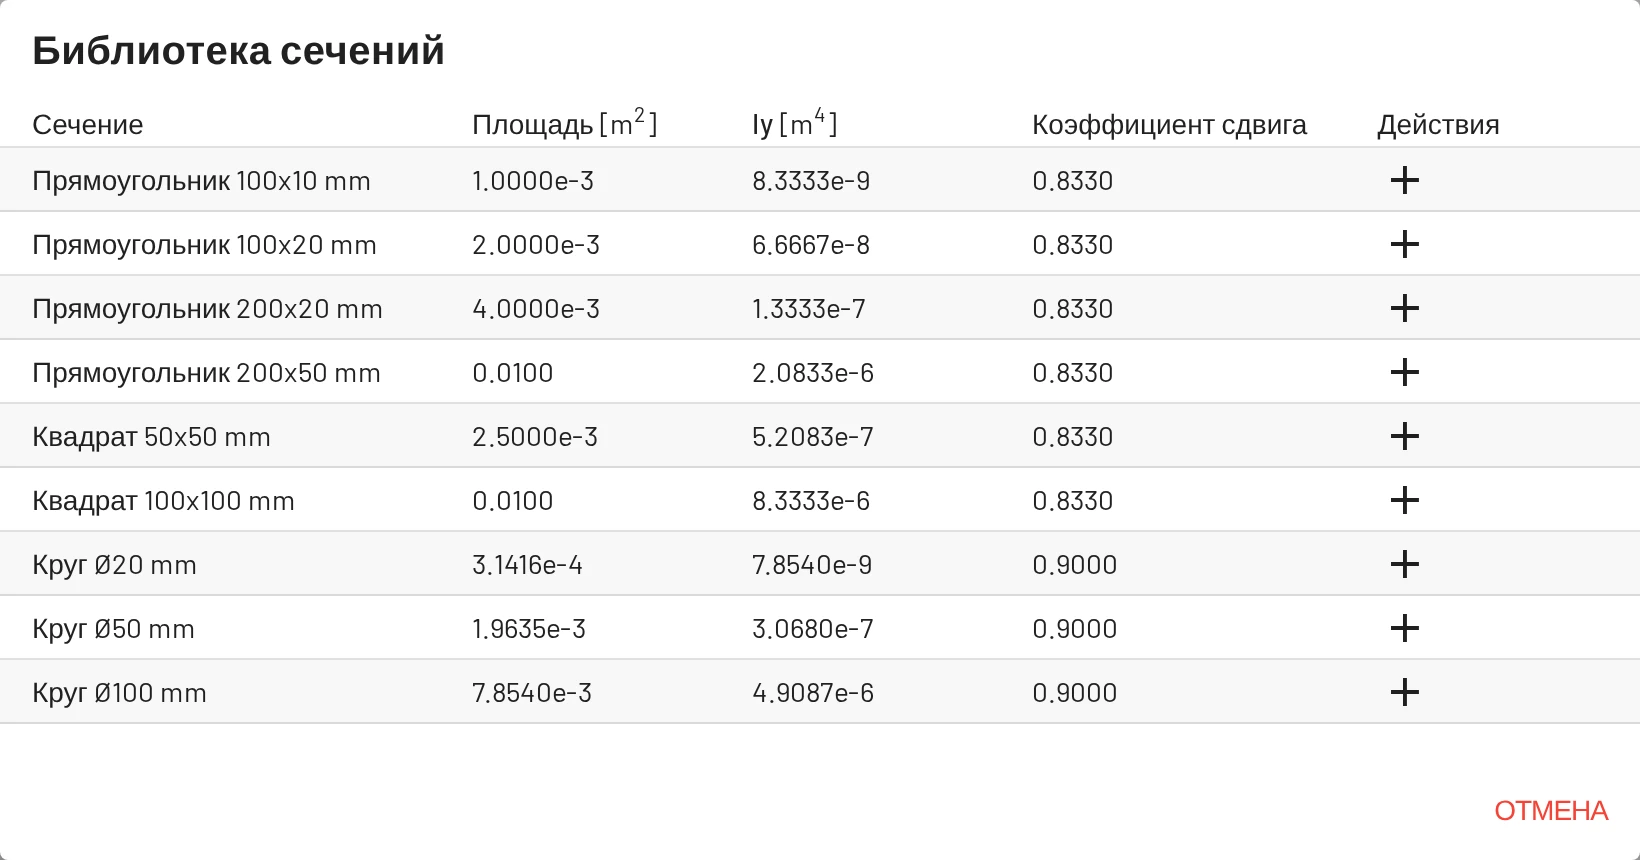 Библиотека сечений
Сечение Площадь [m²] Iy [m⁴] Коэффициент сдвига Действия
Прямоугольник 100x10 mm 1.0000e-3 8.3333e-9 0.8330
Прямоугольник 100x20 mm 2.0000e-3 6.6667e-8 0.8330
Прямоугольник 200x20 mm 4.0000e-3 1.3333e-7 0.8330
Прямоугольник 200x50 mm 0.0100 2.0833e-6 0.8330
Квадрат 50x50 mm 2.5000e-3 5.2083e-7 0.8330
Квадрат 100x100 mm 0.0100 8.3333e-6 0.8330
Круг Ø20 mm 3.1416e-4 7.8540e-9 0.9000
Круг Ø50 mm 1.9635e-3 3.0680e-7 0.9000
Круг Ø100 mm 7.8540e-3 4.9087e-6 0.9000
ОТМЕНА